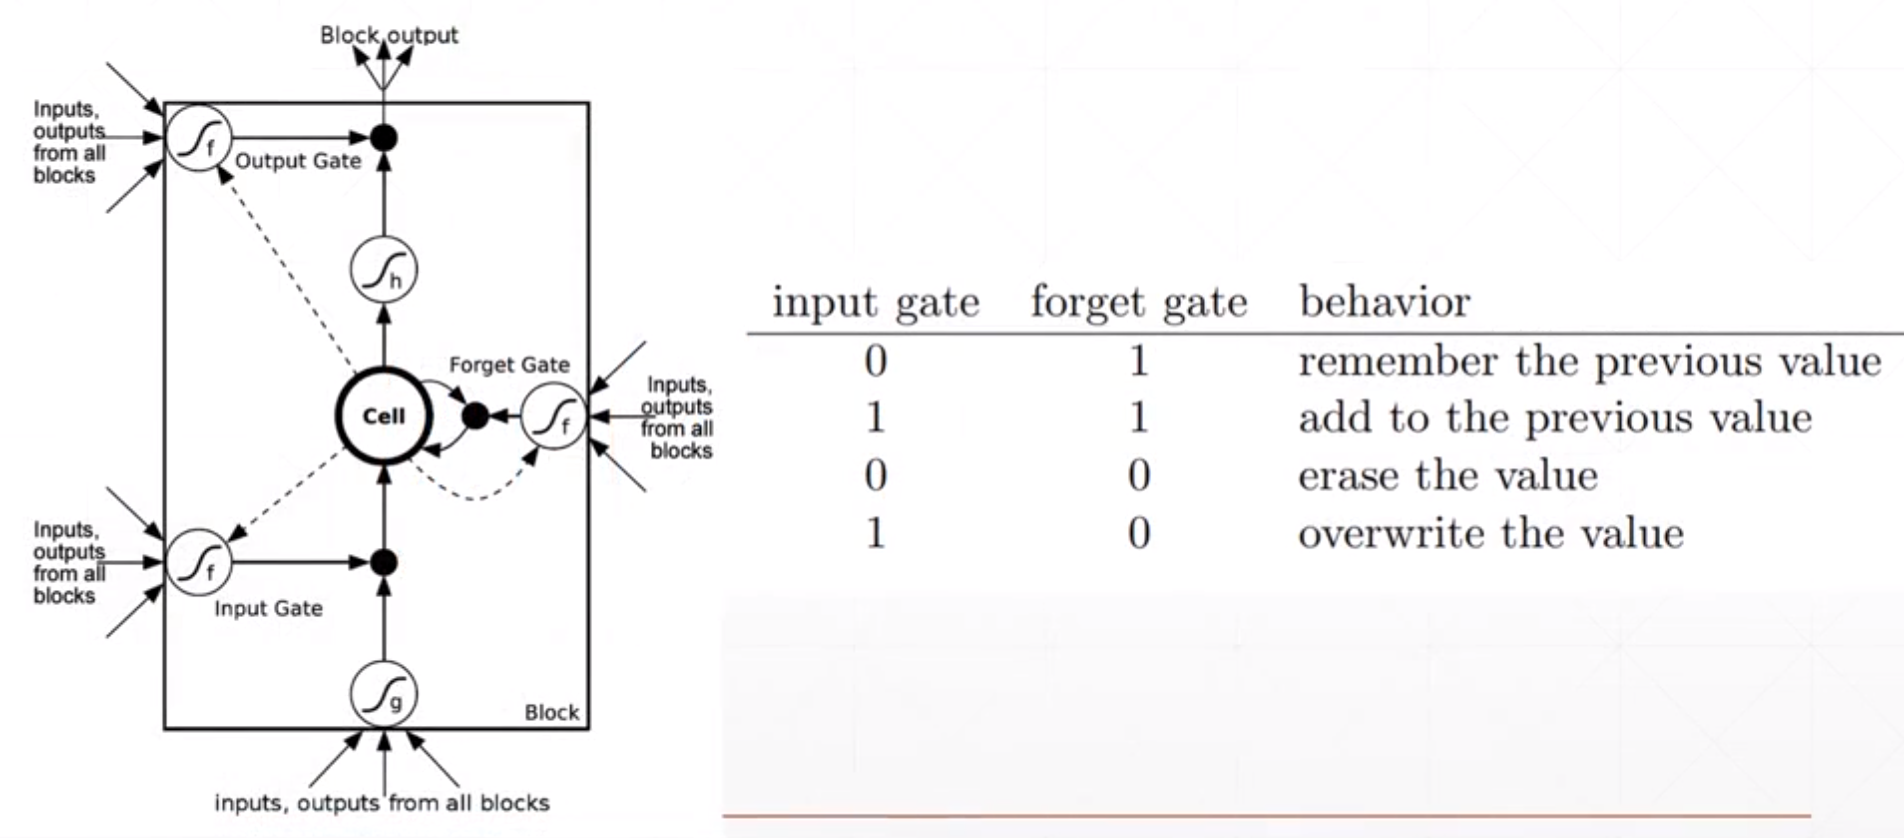 Block output
Inputs,
outputs
from all
blocks
f
Output Gate
h
Forget Gate
Cell
f
Inputs,
outputs
from all
blocks
Inputs,
outputs
from all
blocks
f
Input Gate
g
Block
inputs, outputs from all blocks
input gate forget gate behavior
0 1 remember the previous value
1 1 add to the previous value
0 0 erase the value
1 0 overwrite the value